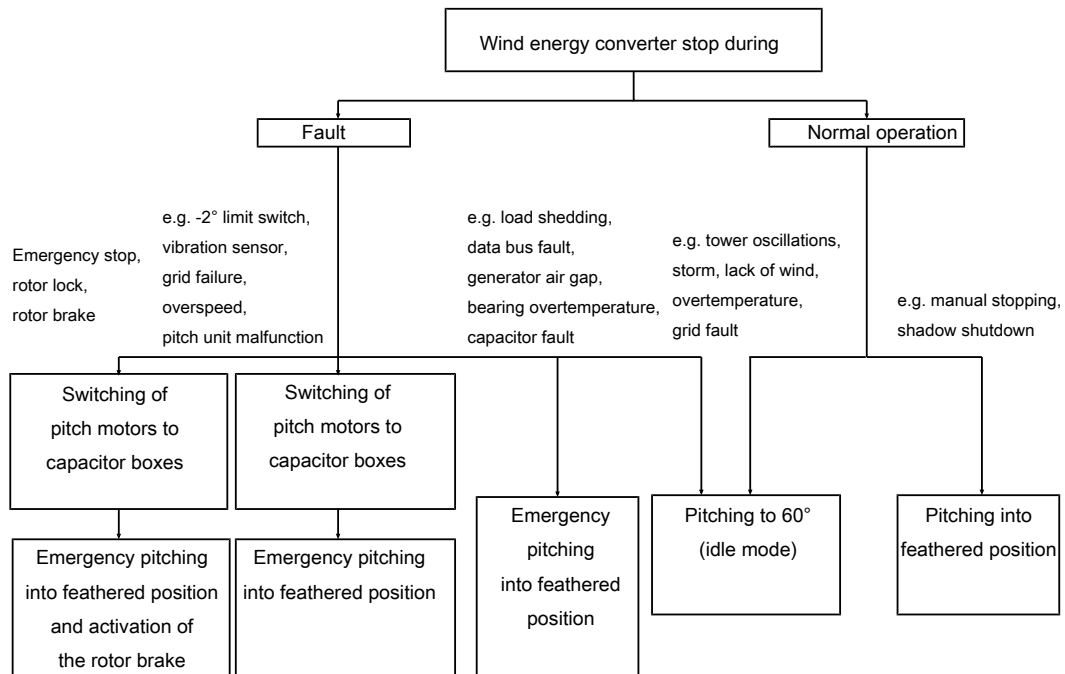 Wind energy converter stop during
Fault
Normal operation
Emergency stop,
rotor lock,
rotor brake
e.g. -2° limit switch,
vibration sensor,
grid failure,
overspeed,
pitch unit malfunction
e.g. load shedding,
data bus fault,
generator air gap,
bearing overtemperature,
capacitor fault
e.g. tower oscillations,
storm, lack of wind,
overtemperature,
grid fault
e.g. manual stopping,
shadow shutdown
Switching of
pitch motors to
capacitor boxes
Switching of
pitch motors to
capacitor boxes
Emergency pitching
into feathered position
and activation of
the rotor brake
Emergency pitching
into feathered position
Emergency
pitching
into feathered
position
Pitching to 60°
(idle mode)
Pitching into
feathered position